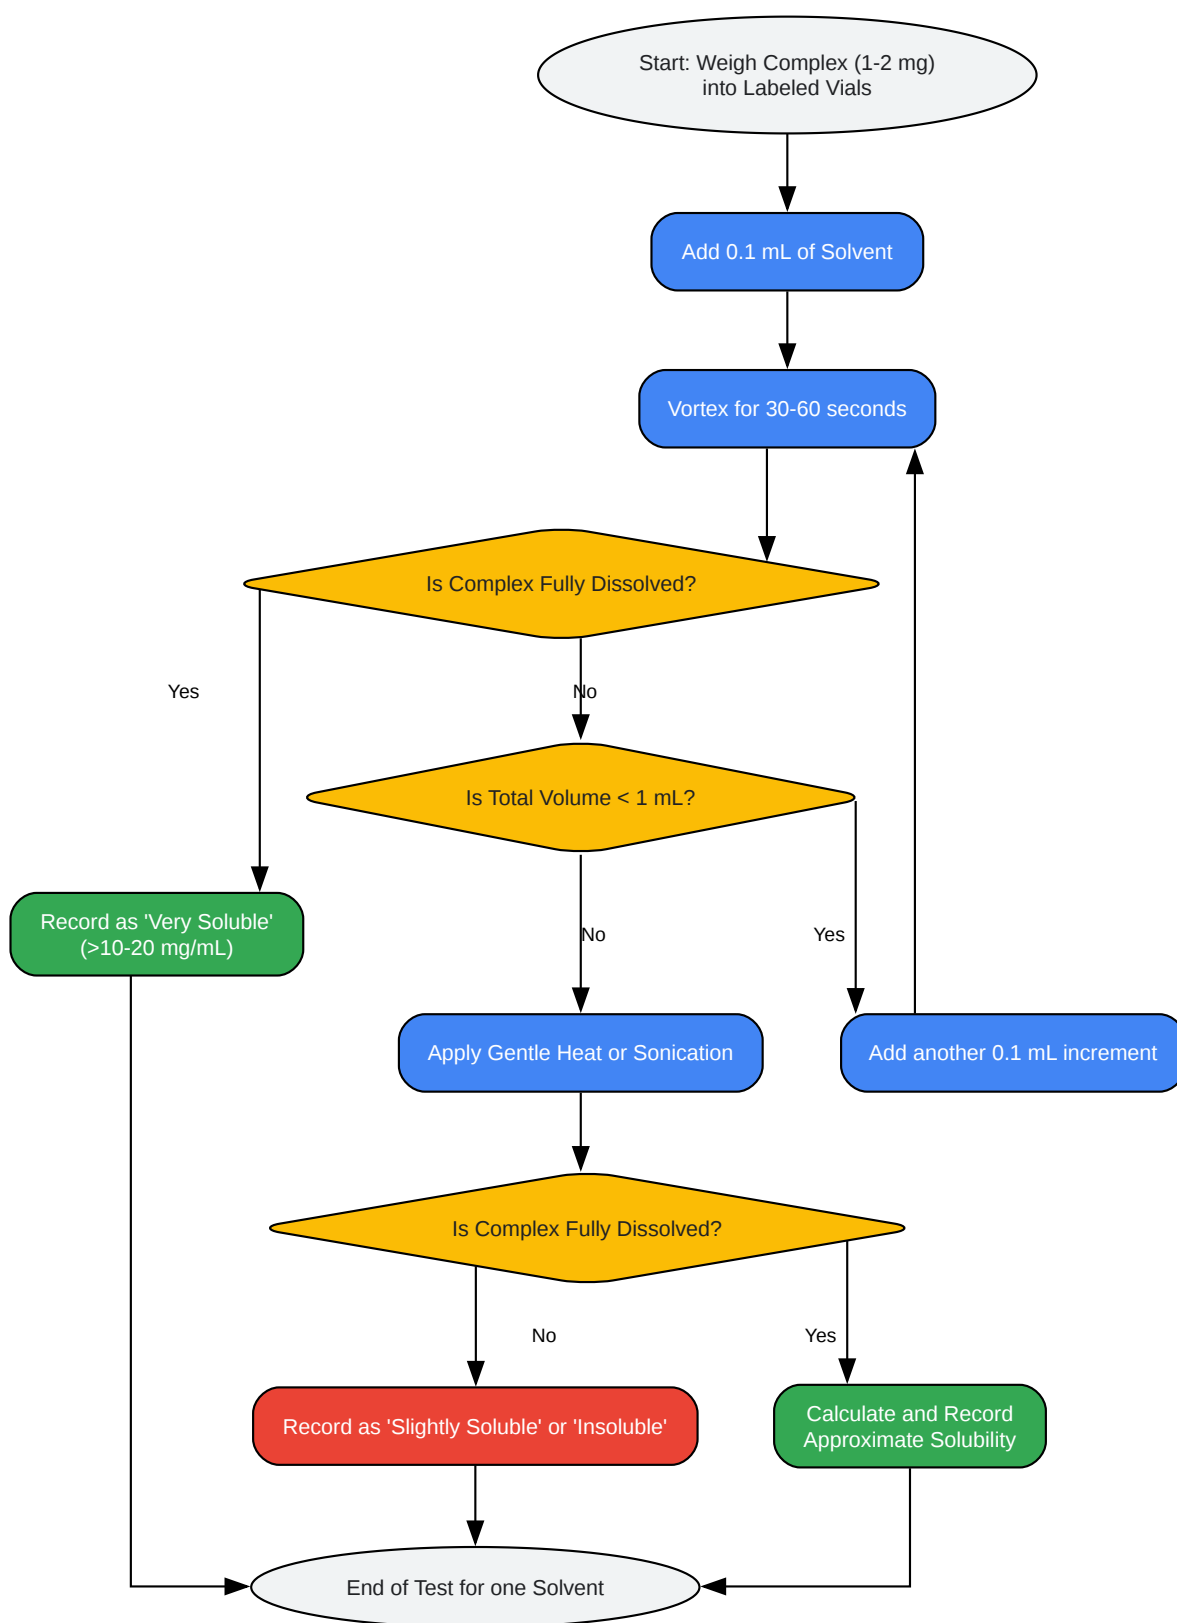 Start: Weigh Complex (1-2 mg)
into Labeled Vials
Add 0.1 mL of Solvent
Vortex for 30-60 seconds
Is Complex Fully Dissolved?
Yes
No
Is Total Volume < 1 mL?
Record as 'Very Soluble'
(>10-20 mg/mL)
No
Yes
Apply Gentle Heat or Sonication
Add another 0.1 mL increment
Is Complex Fully Dissolved?
No
Yes
Record as 'Slightly Soluble' or 'Insoluble'
Calculate and Record
Approximate Solubility
End of Test for one Solvent